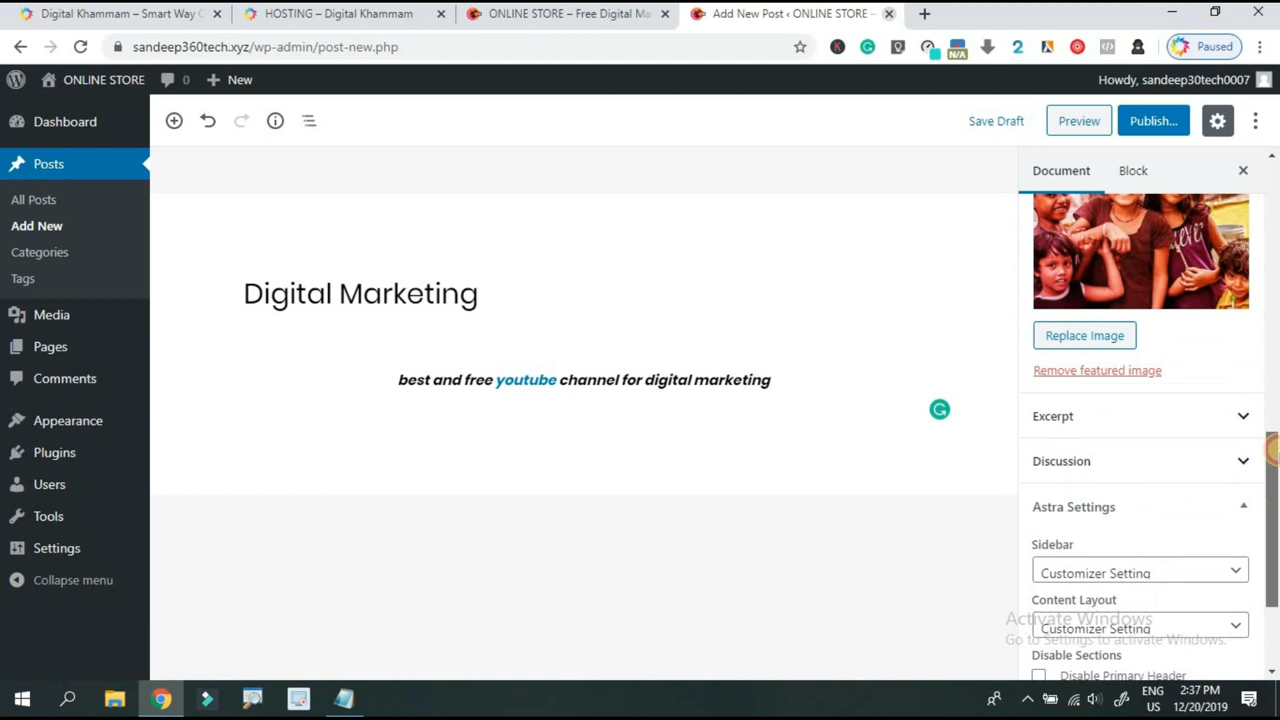 Digital Khammam – Smart Way C
HOSTING – Digital Khammam
ONLINE STORE – Free Digital Ma
Add New Post ‹ ONLINE STORE –
sandeep360tech.xyz/wp-admin/post-new.php
N/A
2
Paused
ONLINE STORE
0
New
Howdy, sandeep30tech0007
Dashboard
Posts
All Posts
Add New
Categories
Tags
Media
Pages
Comments
Appearance
Plugins
Users
Tools
Settings
Collapse menu
Save Draft
Preview
Publish...
Digital Marketing
best and free youtube channel for digital marketing
Document
Block
Replace Image
Remove featured image
Excerpt
Discussion
Astra Settings
Sidebar
Customizer Setting
Content Layout
Customizer Setting
Disable Sections
Disable Primary Header
Activate Windows
Go to Settings to activate Windows.
ENG
US
2:37 PM
12/20/2019